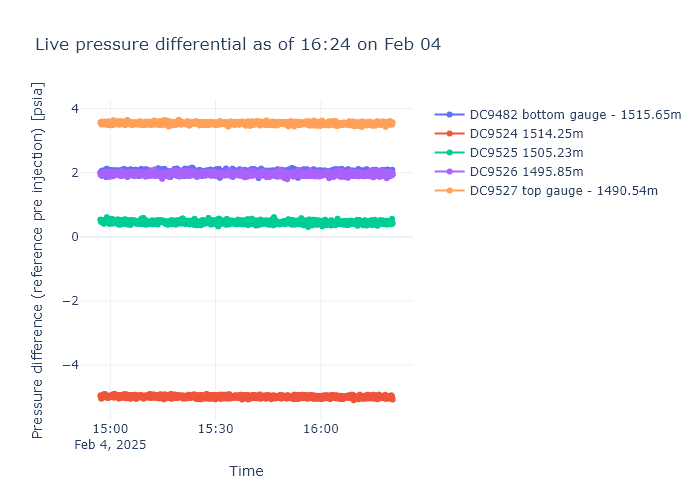 Live pressure differential as of 16:24 on Feb 04
Pressure difference (reference pre injection) [psia]
4
2
0
−2
−4
15:00
Feb 4, 2025
15:30
16:00
Time
DC9482 bottom gauge - 1515.65m
DC9524 1514.25m
DC9525 1505.23m
DC9526 1495.85m
DC9527 top gauge - 1490.54m